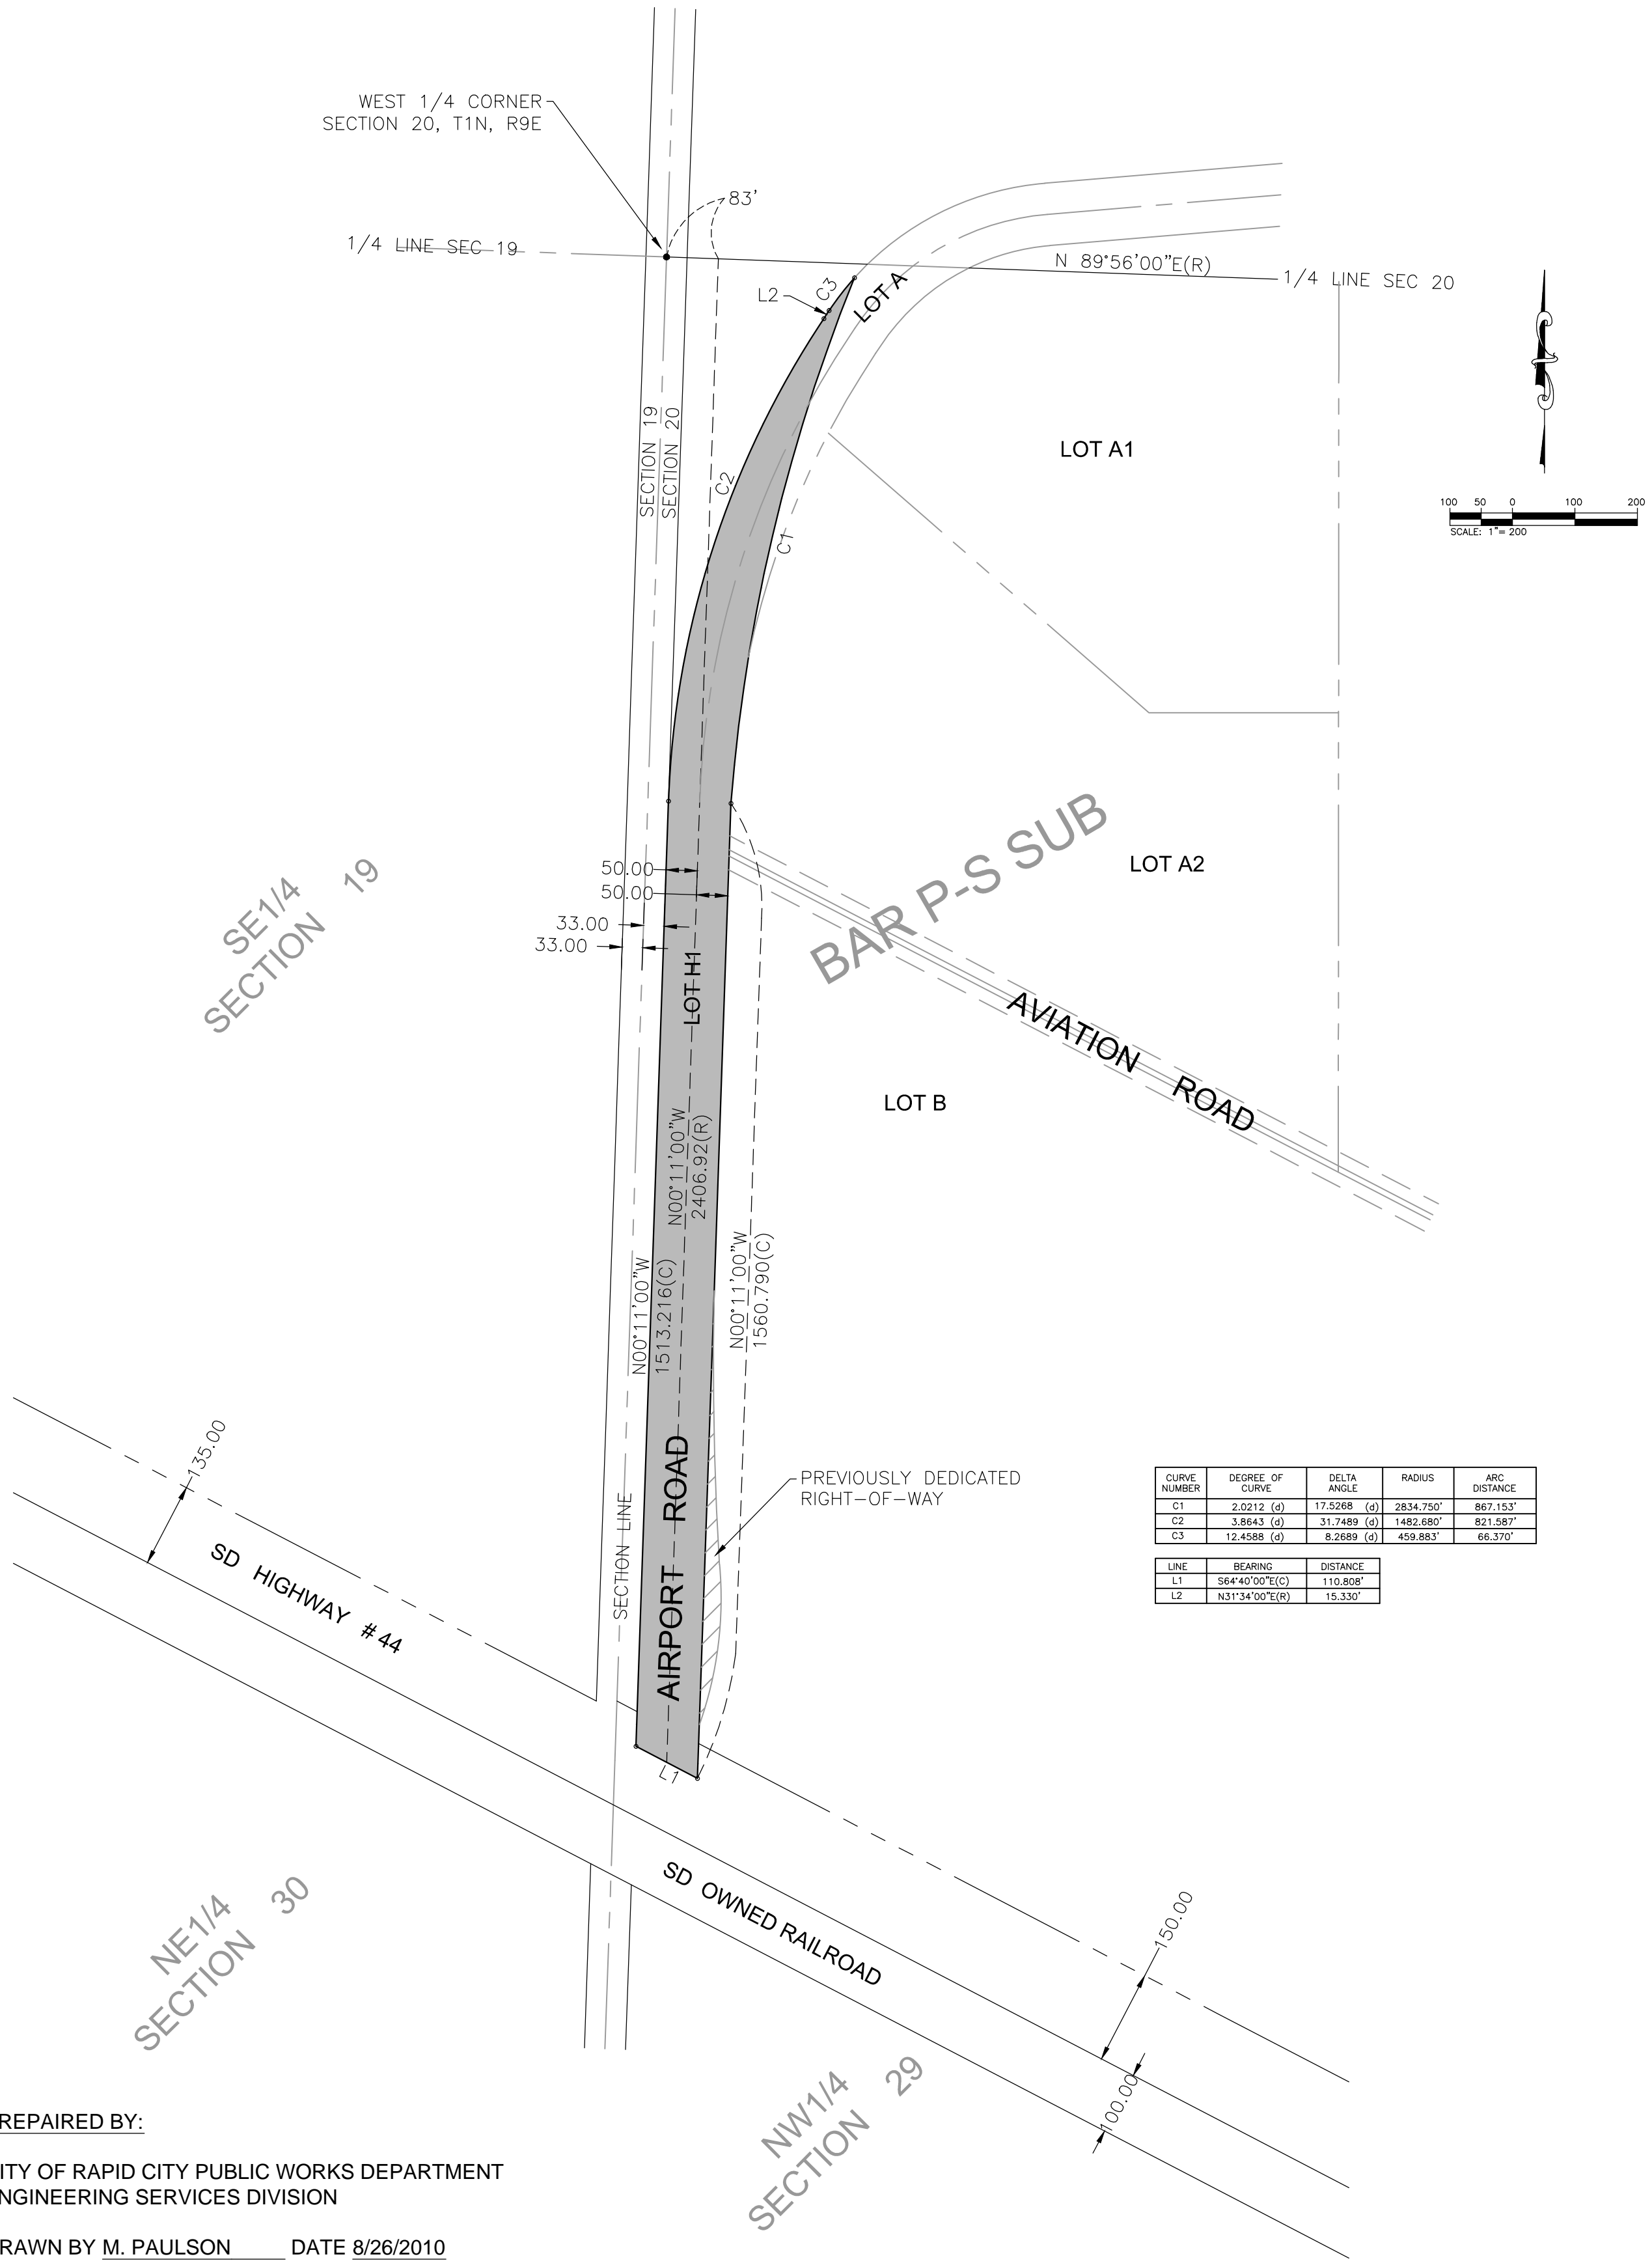 WEST 1/4 CORNER
SECTION 20, T1N, R9E
83'
1/4 LINE SEC 19
N 89°56'00"E(R)
1/4 LINE SEC 20
L2
C3
LOT A
SECTION 19
SECTION 20
C2
C1
LOT A1
100 50 0 100 200
SCALE: 1"= 200
BAR P-S SUB
LOT A2
50.00
50.00
33.00
33.00
SE1/4
SECTION 19
LOT H1
AVIATION ROAD
LOT B
N00°11'00"W
2406.92(R)
N00°11'00"W
1513.216(C)
N00°11'00"W
1560.790(C)
PREVIOUSLY DEDICATED
RIGHT-OF-WAY
AIRPORT ROAD
SECTION LINE
135.00
SD HIGHWAY #44
L1
CURVE NUMBER DEGREE OF CURVE DELTA ANGLE RADIUS ARC DISTANCE
C1 2.0212 (d) 17.5268 (d) 2834.750' 867.153'
C2 3.8643 (d) 31.7489 (d) 1482.680' 821.587'
C3 12.4588 (d) 8.2689 (d) 459.883' 66.370'
LINE BEARING DISTANCE
L1 S64°40'00"E(C) 110.808'
L2 N31°34'00"E(R) 15.330'
SD OWNED RAILROAD
150.00
100.00
NE1/4
SECTION 30
NW1/4
SECTION 29
REPAIRED BY:
ITY OF RAPID CITY PUBLIC WORKS DEPARTMENT
NGINEERING SERVICES DIVISION
RAWN BY M. PAULSON DATE 8/26/2010